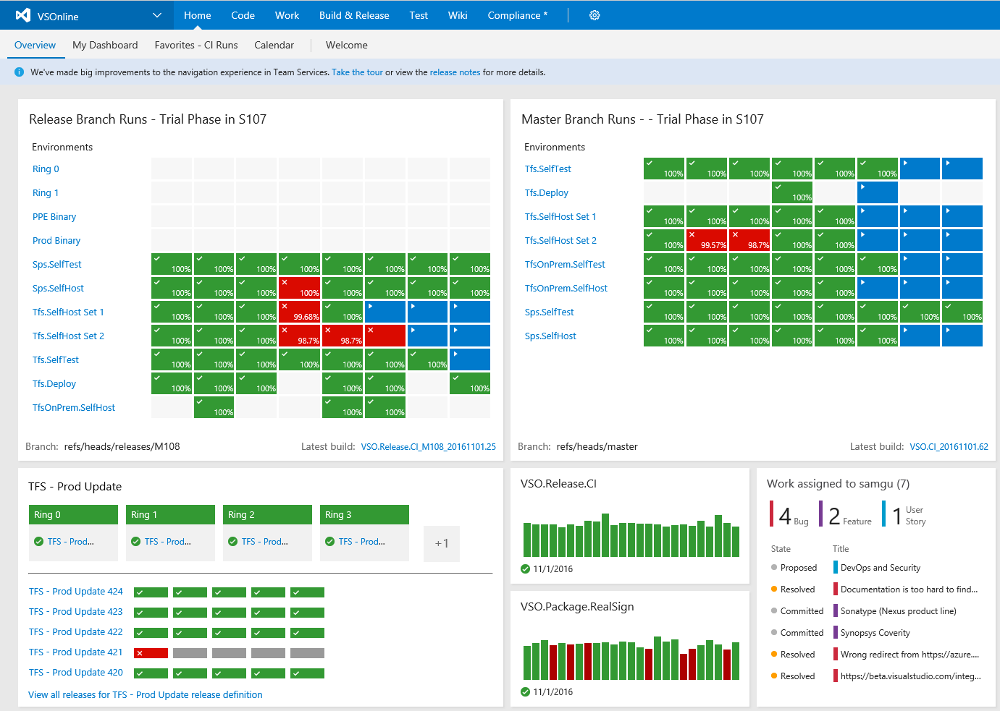 VSOnline
Home Code Work Build & Release Test Wiki Compliance *
Overview My Dashboard Favorites - CI Runs Calendar Welcome
We've made big improvements to the navigation experience in Team Services. Take the tour or view the release notes for more details.
Release Branch Runs - Trial Phase in S107
Environments
Ring 0
Ring 1
PPE Binary
Prod Binary
Sps.SelfTest 100% 100% 100% 100% 100% 100% 100% 100%
Sps.SelfHost 100% 100% 100% 100% 100% 100% 100% 100%
Tfs.SelfHost Set 1 100% 100% 100% 99.68% 100%
Tfs.SelfHost Set 2 100% 100% 100% 98.7% 98.7%
Tfs.SelfTest 100% 100% 100% 100% 100% 100% 100%
Tfs.Deploy 100% 100% 100% 100% 100% 100%
TfsOnPrem.SelfHost 100% 100% 100%
Branch: refs/heads/releases/M108 Latest build: VSO.Release.CI_M108_20161101.25
Master Branch Runs - - Trial Phase in S107
Environments
Tfs.SelfTest 100% 100% 100% 100% 100% 100%
Tfs.Deploy 100%
Tfs.SelfHost Set 1 100% 100% 100% 100% 100%
Tfs.SelfHost Set 2 100% 99.57% 98.7% 100% 100%
TfsOnPrem.SelfTest 100% 100% 100% 100% 100% 100%
TfsOnPrem.SelfHost 100% 100% 100% 100% 100%
Sps.SelfTest 100% 100% 100% 100% 100% 100% 100% 100%
Sps.SelfHost 100% 100% 100% 100% 100% 100%
Branch: refs/heads/master Latest build: VSO.CI_20161101.62
TFS - Prod Update
Ring 0 Ring 1 Ring 2 Ring 3
TFS - Prod... TFS - Prod... TFS - Prod... TFS - Prod... +1
TFS - Prod Update 424
TFS - Prod Update 423
TFS - Prod Update 422
TFS - Prod Update 421
TFS - Prod Update 420
View all releases for TFS - Prod Update release definition
VSO.Release.CI
11/1/2016
VSO.Package.RealSign
11/1/2016
Work assigned to samgu (7)
4 Bug 2 Feature 1 User Story
State Title
Proposed DevOps and Security
Resolved Documentation is too hard to find...
Committed Sonatype (Nexus product line)
Committed Synopsys Coverity
Resolved Wrong redirect from https://azure....
Resolved https://beta.visualstudio.com/integ...